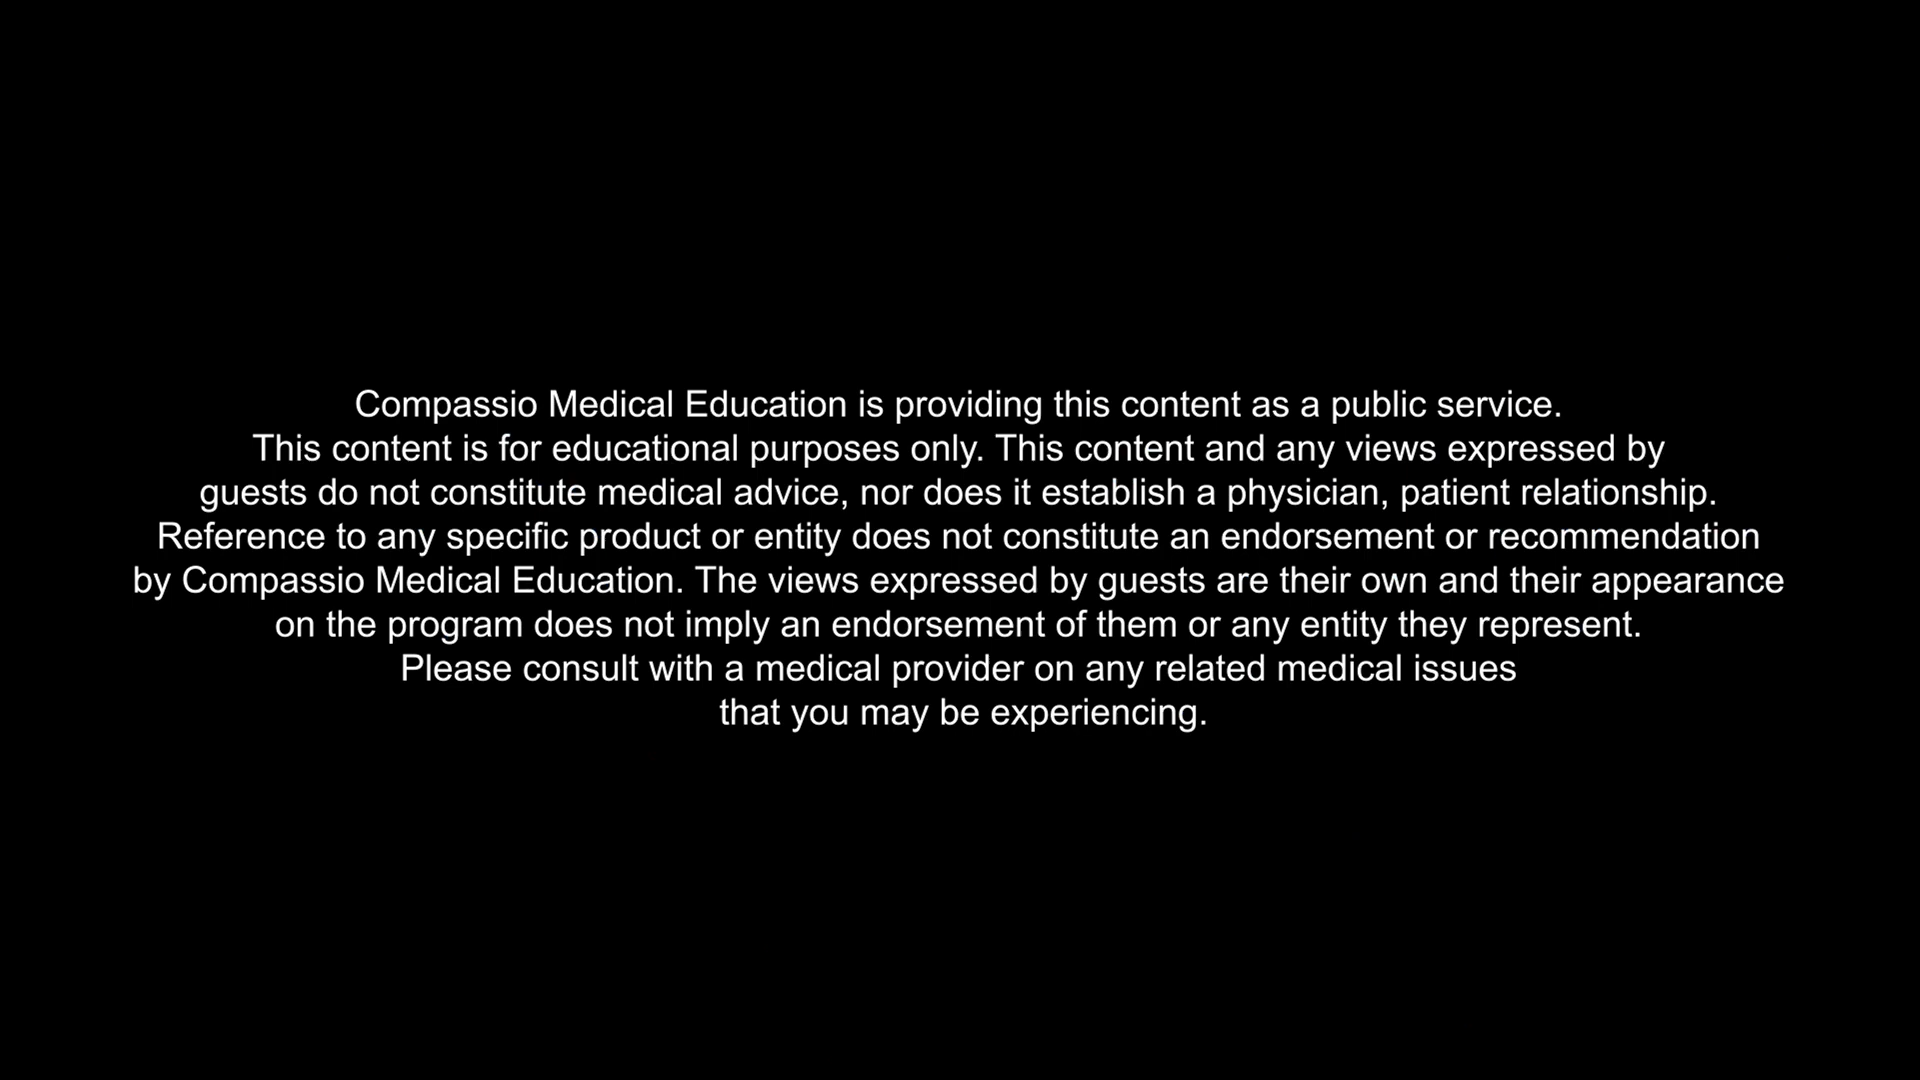 Compassio Medical Education is providing this content as a public service.
This content is for educational purposes only. This content and any views expressed by
guests do not constitute medical advice, nor does it establish a physician, patient relationship.
Reference to any specific product or entity does not constitute an endorsement or recommendation
by Compassio Medical Education. The views expressed by guests are their own and their appearance
on the program does not imply an endorsement of them or any entity they represent.
Please consult with a medical provider on any related medical issues
that you may be experiencing.